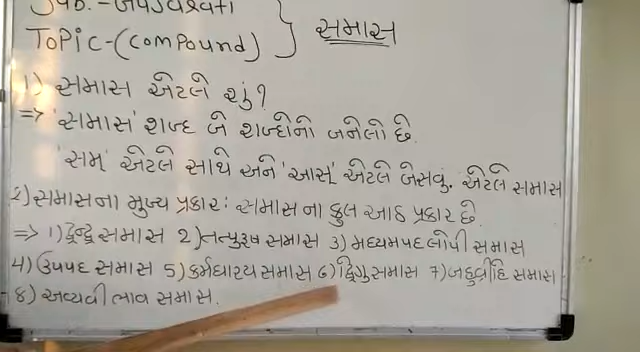 Sub. -
TOPIC-(COMPOUND) } સમાસ
1) સમાસ એટલે શું?
⇒ 'સમાસ' શબ્દ બે શબ્દોનો બનેલો છે.
'સમ્' એટલે સાથે અને 'આસ્' એટલે બેસવું. એટલે સમાસ
2) સમાસના મુખ્ય પ્રકાર: સમાસ ના કુલ આઠ પ્રકાર છે.
⇒ 1) દ્વન્દ્વ સમાસ 2) તત્પુરુષ સમાસ 3) મધ્યમપદ લોપી સમાસ
4) ઉપપદ સમાસ 5) કર્મધારય સમાસ 6) દ્વિગુ સમાસ 7) બહુવ્રીહિ સમાસ
8) અવ્યયી ભાવ સમાસ.